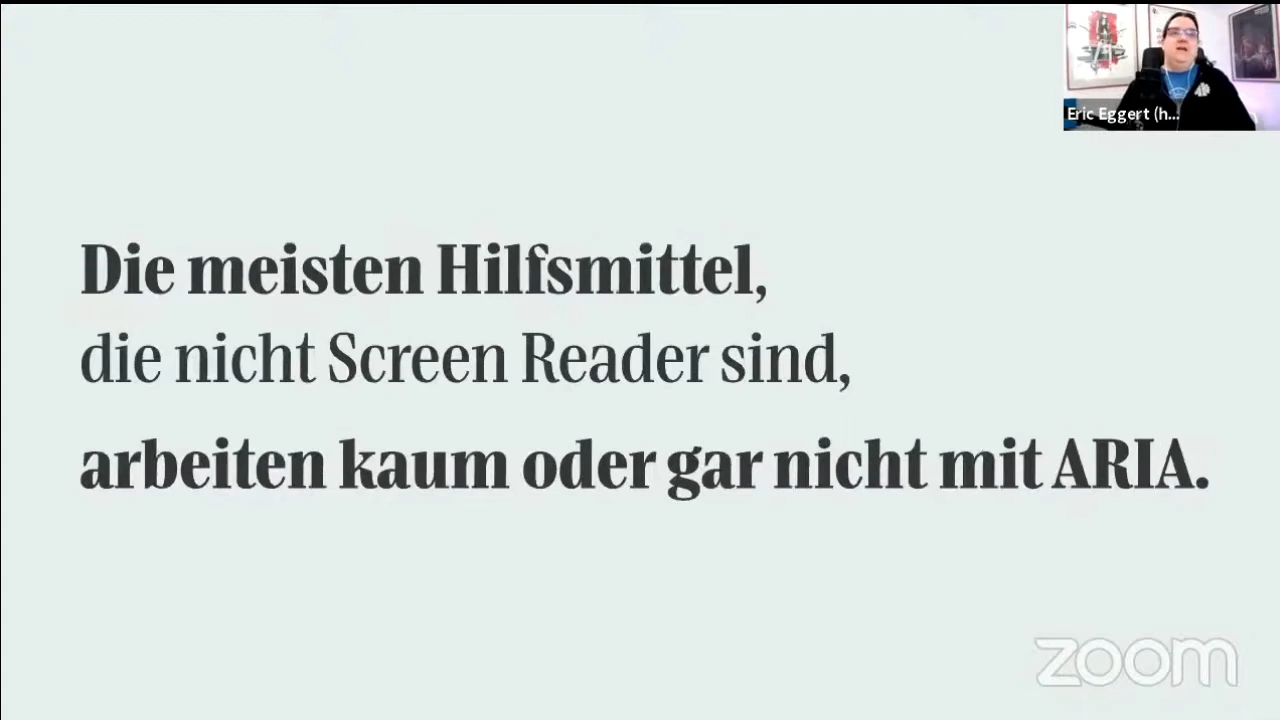 Eric Eggert (h...
Die meisten Hilfsmittel,
die nicht Screen Reader sind,
arbeiten kaum oder gar nicht mit ARIA.
zoom